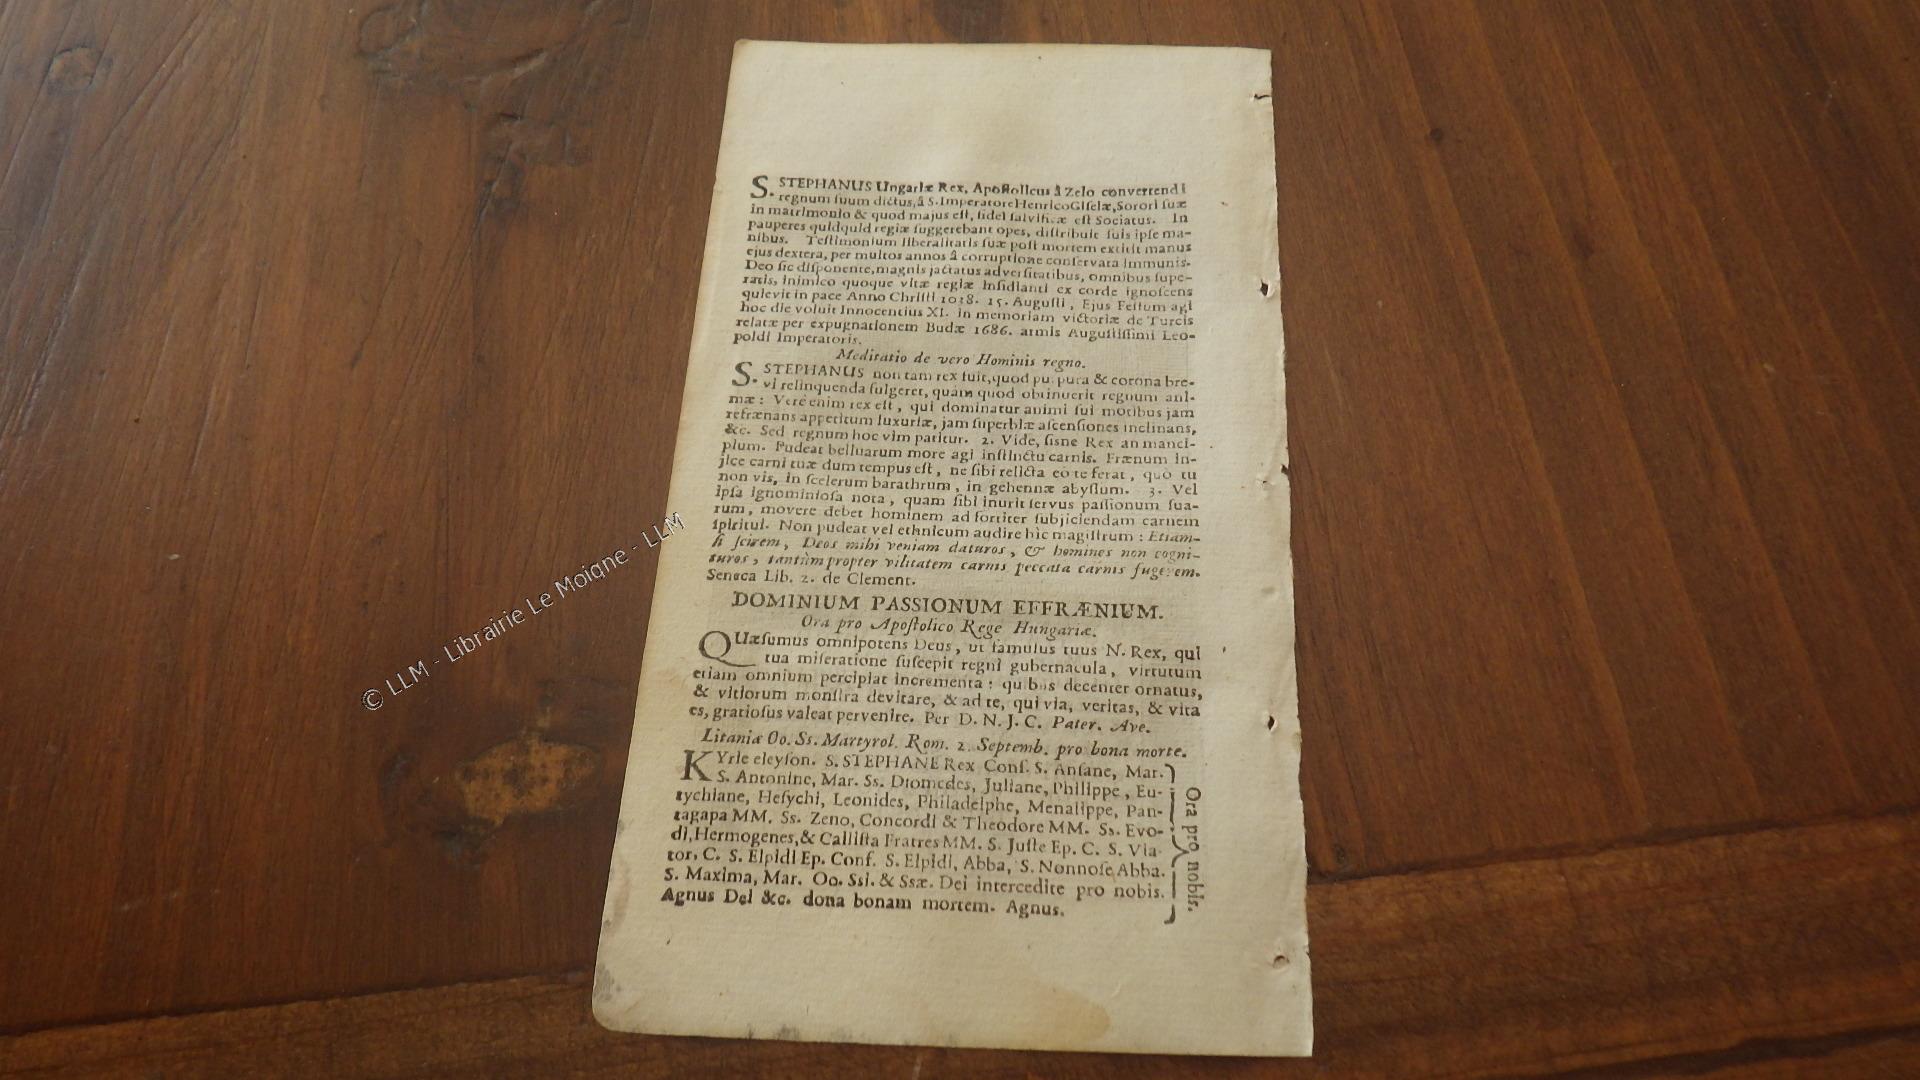 S. STEPHANUS Ungariæ Rex, Apostolicus à Zelo convertendi
regnum suum dictus, à S. Imperatore Henrico Giselæ, Sorori suæ
in matrimonio & quod majus est, fidei salvificæ est Sociatus. In
pauperes quidquid regiæ suggerebant opes, distribuit suis ipse ma-
nibus. Testimonium liberalitatis suæ post mortem extitit manus
ejus dextera, per multos annos â corruptione conservata immunis.
Deo sic disponente, magnis jactatus adversitatibus, omnibus supe-
ratis, inimico quoque vitæ regiæ insidianti ex corde ignoscens
quievit in pace Anno Christi 1038. 15. Augusti, Ejus Festum agi
hoc die voluit Innocentius XI. in memoriam victoriæ de Turcis
relatæ per expugnationem Budæ 1686. armis Augustissimi Leo-
poldi Imperatoris.
Meditatio de vero Hominis regno.
S. STEPHANUS non tam rex fuit, quod purpura & corona bre-
vi relinquenda fulgeret, quàm quod obtinuerit regnum ani-
mæ: Verè enim rex est, qui dominatur animi sui motibus jam
refrænans appetitum luxuriæ, jam superbiæ ascensiones inclinans,
&c. Sed regnum hoc vim patitur. 2. Vide, sisne Rex an manci-
pium. Pudeat belluarum more agi instinctu carnis. Frænum in-
jice carni tuæ dum tempus est, ne sibi relicta eò te ferat, quò tu
non vis, in scelerum barathrum, in gehennæ abyssum. 3. Vel
ipsa ignominiosa nota, quam sibi inurit servus passionum sua-
rum, movere debet hominem ad fortiter subjiciendam carnem
spiritui. Non pudeat vel ethnicum audire hîc magistrum: Etiam-
si scirem, Deos mihi veniam daturos, & homines non cogni-
turos, tantùm propter vilitatem carnis peccata carnis fugerem.
Seneca Lib. 2. de Clement.
DOMINIUM PASSIONUM EFFRÆNIUM.
Ora pro Apostolico Rege Hungariæ.
QUæsumus omnipotens Deus, ut famulus tuus N. Rex, qui
tua miseratione suscepit regni gubernacula, virtutum
etiam omnium percipiat incrementa: quibus decenter ornatus,
& vitiorum monstra devitare, & ad te, qui via, veritas, & vita
es, gratiosus valeat pervenire. Per D. N. J. C. Pater. Ave.
Litaniæ Oo. Ss. Martyrol. Rom. 2. Septemb. pro bona morte.
KYrie eleyson. S. STEPHANE Rex Conf. S. Ansane, Mar.
S. Antonine, Mar. Ss. Diomedes, Juliane, Philippe, Eu-
tychiane, Hesychi, Leonides, Philadelphe, Menalippe, Pan-
tagapa MM. Ss. Zeno, Concordi & Theodore MM. Ss. Evo-
di, Hermogenes, & Callista Fratres MM. S. Juste Ep. C. S. Via-
tor, C. S. Elpidi Ep. Conf. S. Elpidi, Abba, S. Nonnose Abba.
S. Maxima, Mar. Oo. Ssi. & Ssæ. Dei intercedite pro nobis.
Agnus Dei &c. dona bonam mortem. Agnus.
Ora pro nobis.
© LLM - Librairie Le Moigne - LLM